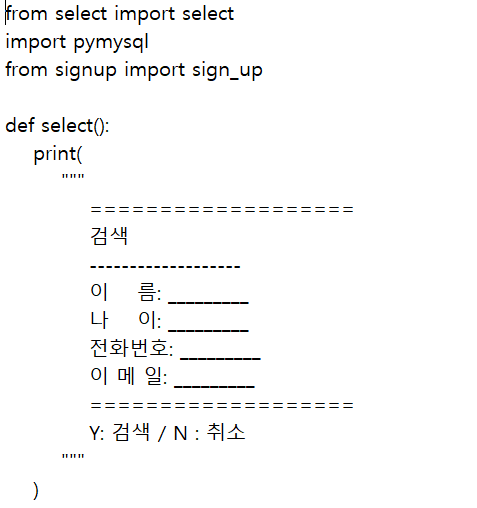 from select import select
import pymysql
from signup import sign_up
def select():
print(
"""
===================
검색
-------------------
이 름: _________
나 이: _________
전화번호: _________
이 메 일: _________
===================
Y: 검색 / N : 취소
"""
)